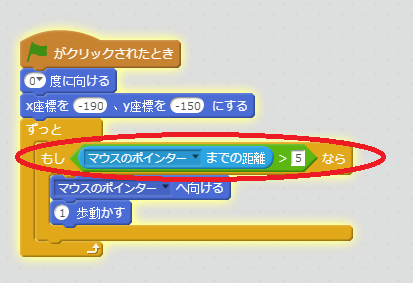 がクリックされたとき
0▼ 度に向ける
x座標を -190 、y座標を -150 にする
ずっと
もし マウスのポインター▼ までの距離 > 5 なら
マウスのポインター▼ へ向ける
1 歩動かす